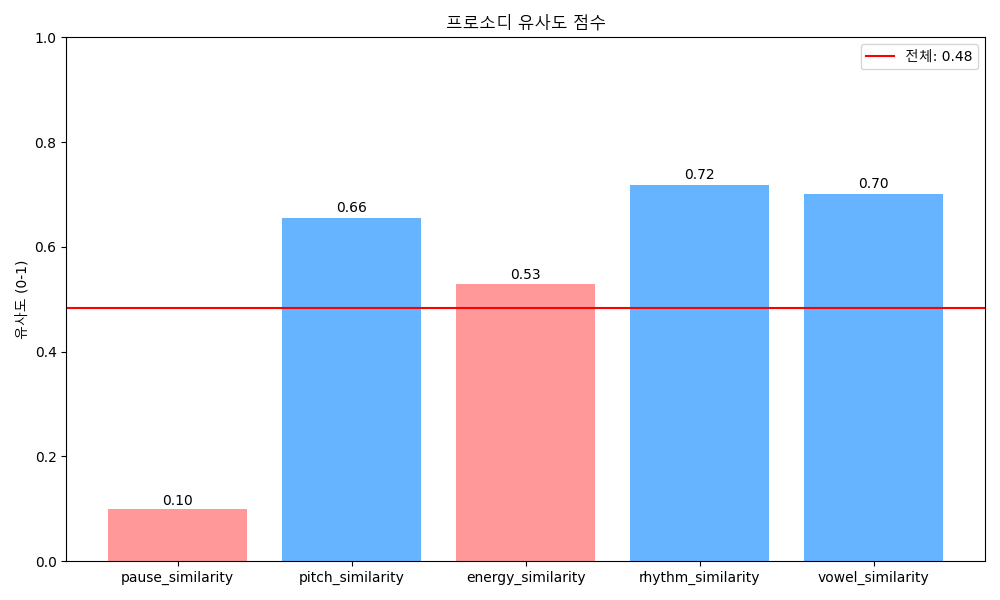 프로소디 유사도 점수
전체: 0.48
유사도 (0-1)
1.0
0.8
0.6
0.4
0.2
0.0
0.10
0.66
0.53
0.72
0.70
pause_similarity
pitch_similarity
energy_similarity
rhythm_similarity
vowel_similarity